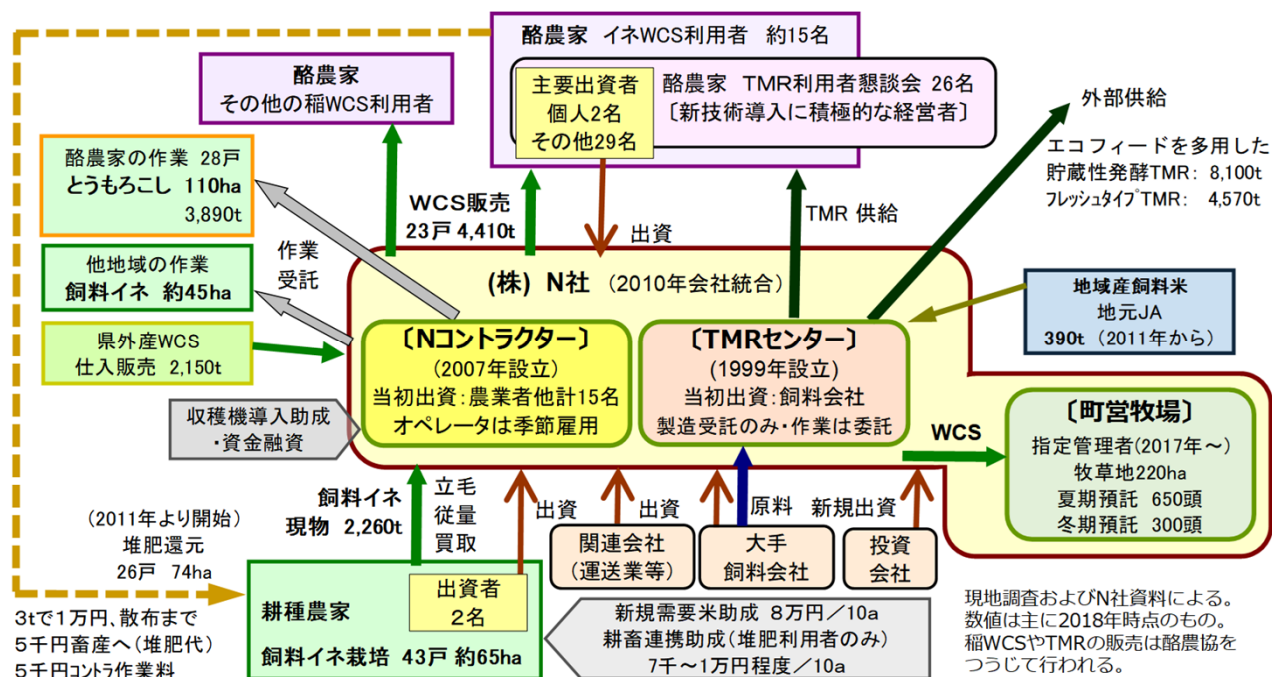 酪農家 イネWCS利用者 約15名
主要出資者
個人2名
その他29名
酪農家 TMR利用者懇談会 26名
〔新技術導入に積極的な経営者〕
酪農家
その他の稲WCS利用者
外部供給
エコフィードを多用した
貯蔵性発酵TMR: 8,100t
フレッシュタイプTMR: 4,570t
酪農家の作業 28戸
とうもろこし 110ha
3,890t
WCS販売
23戸 4,410t
出資
TMR 供給
作業
受託
他地域の作業
飼料イネ 約45ha
県外産WCS
仕入販売 2,150t
(株) N社 (2010年会社統合)
地域産飼料米
地元JA
390t (2011年から)
〔Nコントラクター〕
(2007年設立)
当初出資:農業者他計15名
オペレータは季節雇用
〔TMRセンター〕
(1999年設立)
当初出資:飼料会社
製造受託のみ・作業は委託
収穫機導入助成
・資金融資
WCS
〔町営牧場〕
指定管理者(2017年~)
牧草地220ha
夏期預託 650頭
冬期預託 300頭
飼料イネ
現物 2,260t
立毛
従量
買取
出資
出資
原料
新規出資
関連会社
(運送業等)
大手
飼料会社
投資
会社
(2011年より開始)
堆肥還元
26戸 74ha
3tで1万円、散布まで
5千円畜産へ(堆肥代)
5千円コントラ作業料
出資者
2名
耕種農家
飼料イネ栽培 43戸 約65ha
新規需要米助成 8万円/10a
耕畜連携助成(堆肥利用者のみ)
7千~1万円程度/10a
現地調査およびN社資料による。
数値は主に2018年時点のもの。
稲WCSやTMRの販売は酪農協を
つうじて行われる。